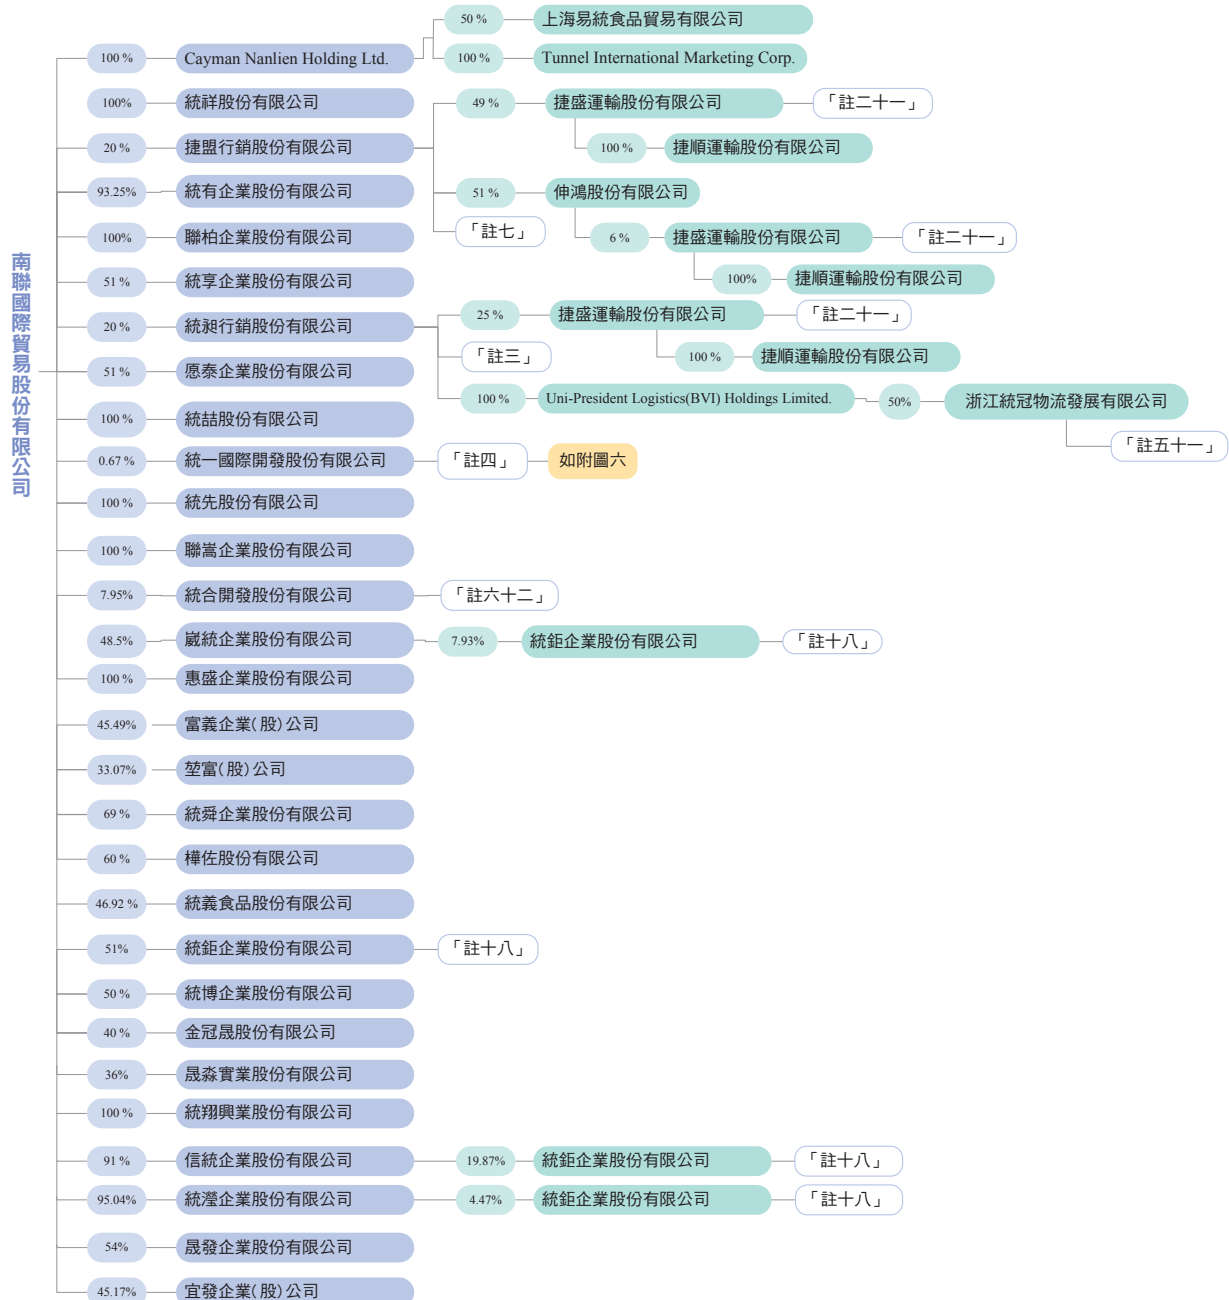 南聯國際貿易股份有限公司
50 % 上海易統食品貿易有限公司
100 % Cayman Nanlien Holding Ltd. 100 % Tunnel International Marketing Corp.
100% 統祥股份有限公司 49 % 捷盛運輸股份有限公司 「註二十一」
20 % 捷盟行銷股份有限公司 100 % 捷順運輸股份有限公司
93.25% 統有企業股份有限公司 51 % 伸鴻股份有限公司
「註七」
100% 聯柏企業股份有限公司 6 % 捷盛運輸股份有限公司 「註二十一」
51 % 統享企業股份有限公司 100% 捷順運輸股份有限公司
20 % 統昶行銷股份有限公司 25 % 捷盛運輸股份有限公司 「註二十一」
「註三」 100 % 捷順運輸股份有限公司
51 % 愿泰企業股份有限公司
100 % Uni-President Logistics(BVI) Holdings Limited. 50% 浙江統冠物流發展有限公司
100 % 統喆股份有限公司
「註五十一」
0.67 % 統一國際開發股份有限公司 「註四」 如附圖六
100 % 統先股份有限公司
100 % 聯嵩企業股份有限公司
7.95% 統合開發股份有限公司 「註六十二」
48.5% 崴統企業股份有限公司 7.93% 統鉅企業股份有限公司 「註十八」
100 % 惠盛企業股份有限公司
45.49% 富義企業(股)公司
33.07% 堃富(股)公司
69 % 統舜企業股份有限公司
60 % 樺佐股份有限公司
46.92 % 統義食品股份有限公司
51% 統鉅企業股份有限公司 「註十八」
50 % 統博企業股份有限公司
40 % 金冠晟股份有限公司
36% 晟淼實業股份有限公司
100 % 統翔興業股份有限公司
91 % 信統企業股份有限公司 19.87% 統鉅企業股份有限公司 「註十八」
95.04% 統瀅企業股份有限公司 4.47% 統鉅企業股份有限公司 「註十八」
54% 晟發企業股份有限公司
45.17% 宜發企業(股)公司